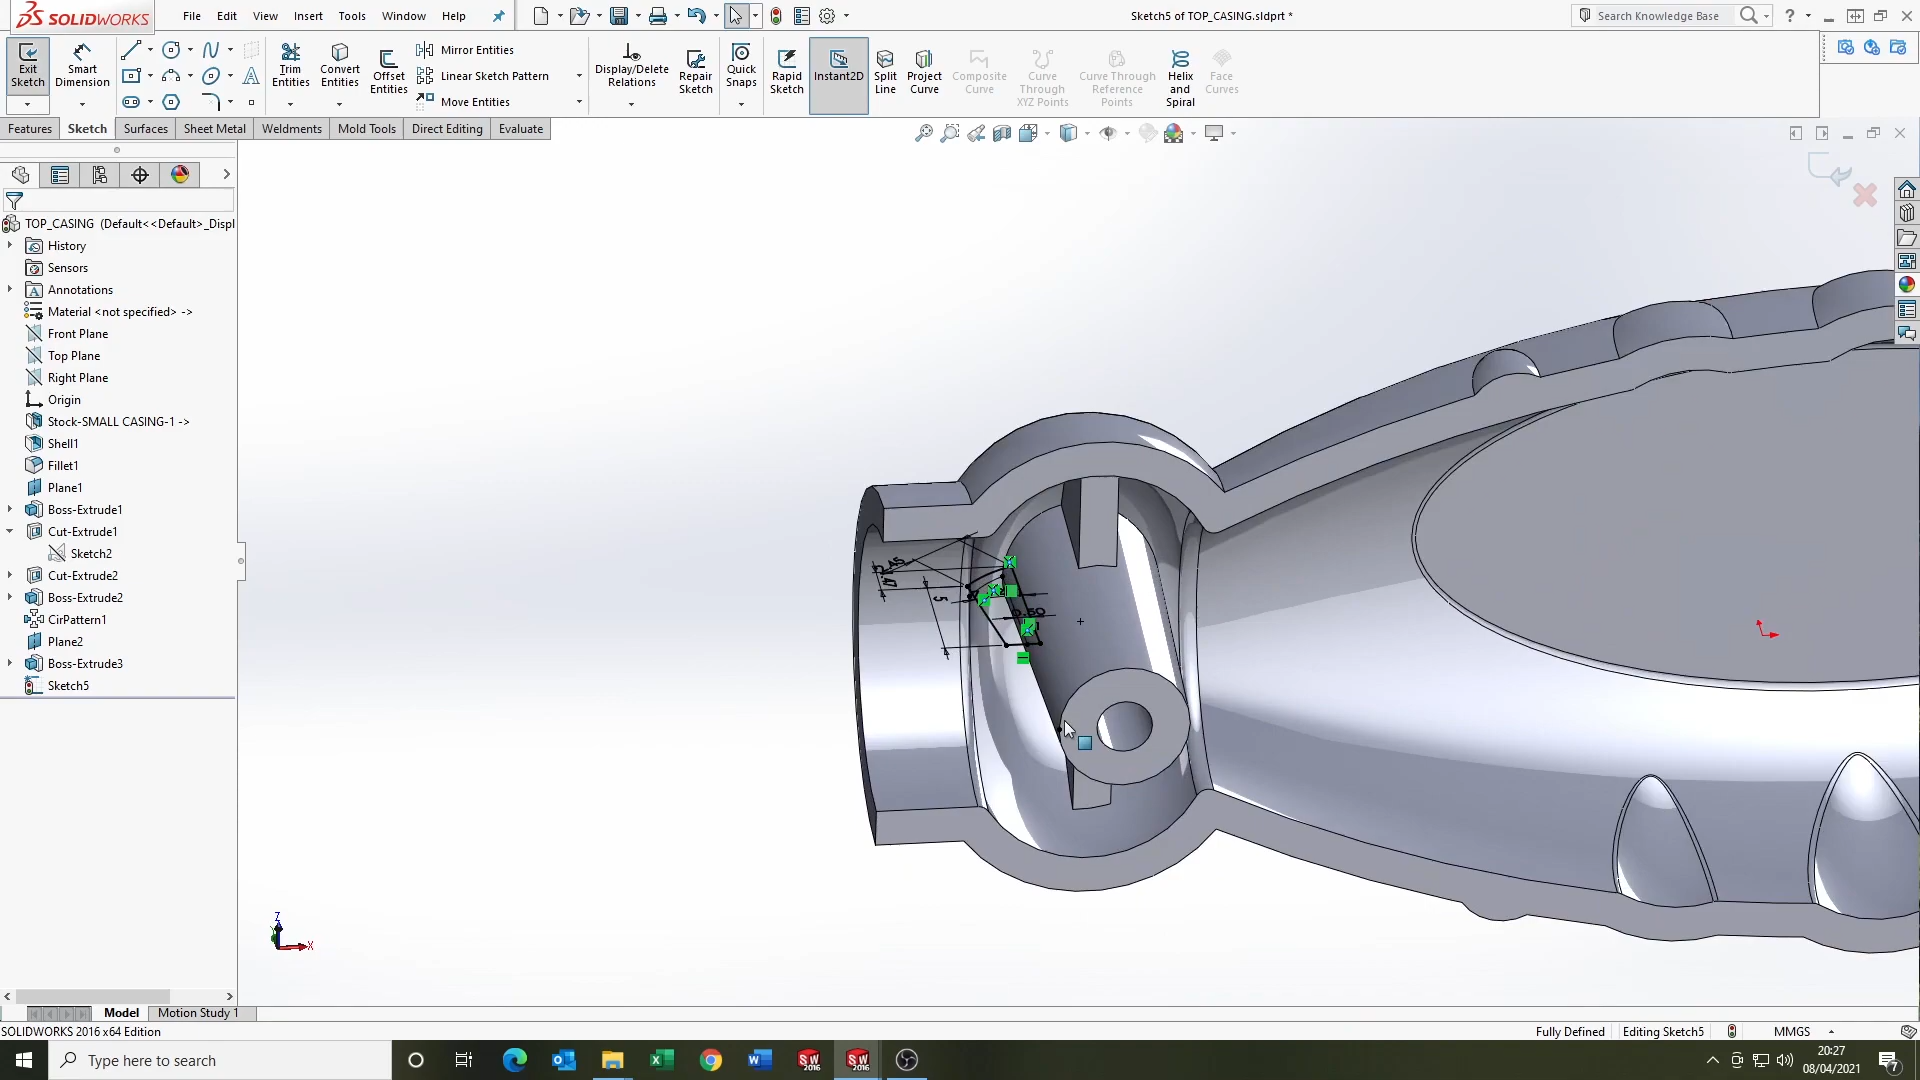 SOLIDWORKS
File Edit View Insert Tools Window Help
Sketch5 of TOP_CASING.sldprt *
Search Knowledge Base
Exit Sketch
Smart Dimension
Trim Entities
Convert Entities
Offset Entities
Mirror Entities
Linear Sketch Pattern
Move Entities
Display/Delete Relations
Repair Sketch
Quick Snaps
Rapid Sketch
Instant2D
Split Line
Project Curve
Composite Curve
Curve Through XYZ Points
Curve Through Reference Points
Helix and Spiral
Face Curves
Features Sketch Surfaces Sheet Metal Weldments Mold Tools Direct Editing Evaluate
TOP_CASING (Default<<Default>_Displ
History
Sensors
Annotations
Material <not specified> ->
Front Plane
Top Plane
Right Plane
Origin
Stock-SMALL CASING-1 ->
Shell1
Fillet1
Plane1
Boss-Extrude1
Cut-Extrude1
Sketch2
Cut-Extrude2
Boss-Extrude2
CirPattern1
Plane2
Boss-Extrude3
Sketch5
5
0.50
Z
X
Model Motion Study 1
SOLIDWORKS 2016 x64 Edition
Fully Defined Editing Sketch5 MMGS
Type here to search
20:27
08/04/2021
7